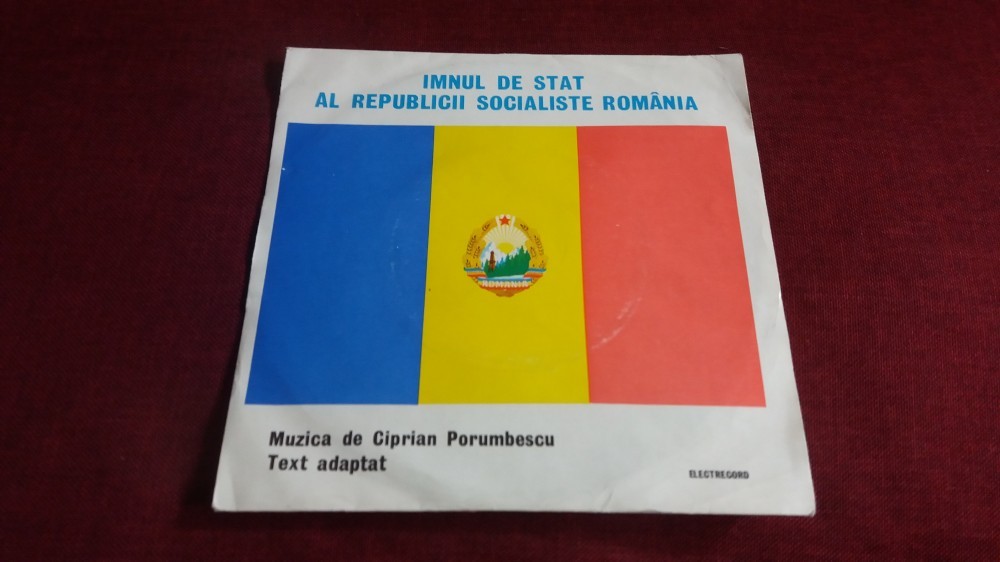 IMNUL DE STAT
AL REPUBLICII SOCIALISTE ROMÂNIA
ROMANIA
Muzica de Ciprian Porumbescu
Text adaptat
ELECTRECORD